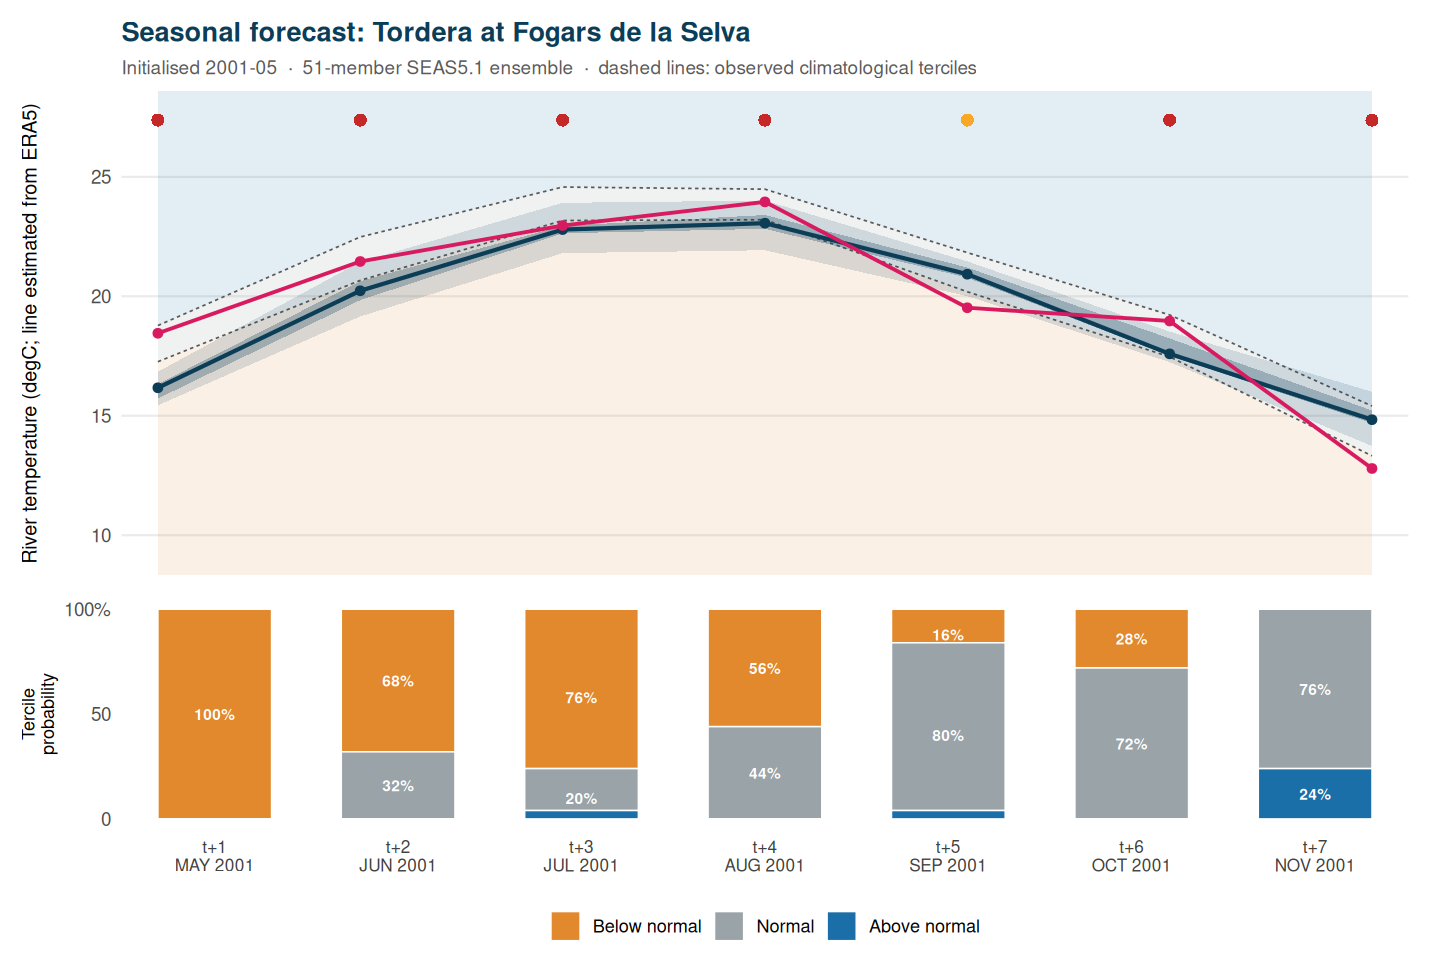 Seasonal forecast: Tordera at Fogars de la Selva
Initialised 2001-05 · 51-member SEAS5.1 ensemble · dashed lines: observed climatological terciles
River temperature (degC; line estimated from ERA5)
25
20
15
10
Tercile
probability
100%
50
0
100%
68%
32%
76%
20%
56%
44%
16%
80%
28%
72%
76%
24%
t+1
MAY 2001
t+2
JUN 2001
t+3
JUL 2001
t+4
AUG 2001
t+5
SEP 2001
t+6
OCT 2001
t+7
NOV 2001
Below normal
Normal
Above normal